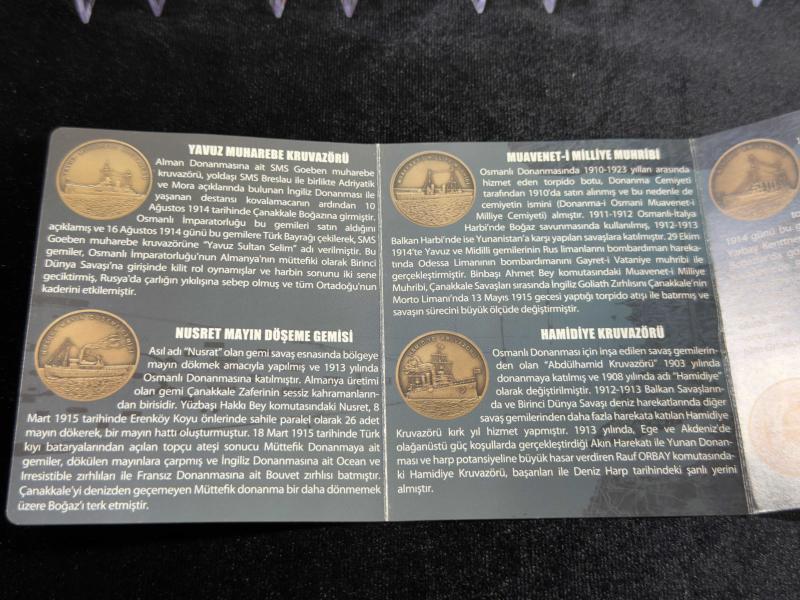 YAVUZ MUHAREBE KRUVAZÖRÜ
Alman Donanmasına ait SMS Goeben muharebe
kruvazörü, yoldaşı SMS Breslau ile birlikte Adriyatik
ve Mora açıklarında bulunan İngiliz Donanması ile
yaşanan destansı kovalamacanın ardından 10
Ağustos 1914 tarihinde Çanakkale Boğazına girmiştir.
Osmanlı İmparatorluğu bu gemileri satın aldığını
açıklamış ve 16 Ağustos 1914 günü bu gemilere Türk Bayrağı çekilerek, SMS
Goeben muharebe kruvazörüne "Yavuz Sultan Selim" adı verilmiştir. Bu
gemiler, Osmanlı İmparatorluğu'nun Almanya'nın müttefiki olarak Birinci
Dünya Savaşı'na girişinde kilit rol oynamışlar ve harbin sonunu iki sene
geciktirmiş, Rusya'da çarlığın yıkılışına sebep olmuş ve tüm Ortadoğu'nun
kaderini etkilemiştir.
NUSRET MAYIN DÖŞEME GEMİSİ
Asıl adı "Nusrat" olan gemi savaş esnasında bölgeye
mayın dökmek amacıyla yapılmış ve 1913 yılında
Osmanlı Donanmasına katılmıştır. Almanya üretimi
olan gemi Çanakkale Zaferinin sessiz kahramanların-
dan birisidir. Yüzbaşı Hakkı Bey komutasındaki Nusret, 8
Mart 1915 tarihinde Erenköy Koyu önlerinde sahile paralel olarak 26 adet
mayın dökerek, bir mayın hattı oluşturmuştur. 18 Mart 1915 tarihinde Türk
kıyı bataryalarından açılan topçu ateşi sonucu Müttefik Donanmaya ait
gemiler, dökülen mayınlara çarpmış ve İngiliz Donanmasına ait Ocean ve
Irresistible zırhlıları ile Fransız Donanmasına ait Bouvet zırhlısı batmıştır.
Çanakkale'yi denizden geçemeyen Müttefik donanma bir daha dönmemek
üzere Boğaz'ı terk etmiştir.
MUAVENET-İ MİLLİYE MUHRİBİ
Osmanlı Donanmasında 1910-1923 yılları arasında
hizmet eden torpido botu, Donanma Cemiyeti
tarafından 1910'da satın alınmış ve bu nedenle de
cemiyetin ismini (Donanma-i Osmani Muavenet-i
Milliye Cemiyeti) almıştır. 1911-1912 Osmanlı-İtalya
Harbi'nde Boğaz savunmasında kullanılmış, 1912-1913
Balkan Harbi'nde ise Yunanistan'a karşı yapılan savaşlara katılmıştır. 29 Ekim
1914'te Yavuz ve Midilli gemilerinin Rus limanlarını bombardıman hareka-
tında Odessa Limanının bombardımanını Gayret-i Vataniye muhribi ile
gerçekleştirmiştir. Binbaşı Ahmet Bey komutasındaki Muavenet-i Milliye
Muhribi, Çanakkale Savaşları sırasında İngiliz Goliath Zırhlısını Çanakkale'nin
Morto Limanı'nda 13 Mayıs 1915 gecesi yaptığı torpido atışı ile batırmış ve
savaşın sürecini büyük ölçüde değiştirmiştir.
HAMİDİYE KRUVAZÖRÜ
Osmanlı Donanması için inşa edilen savaş gemilerin-
den olan "Abdülhamid Kruvazörü" 1903 yılında
donanmaya katılmış ve 1908 yılında adı "Hamidiye"
olarak değiştirilmiştir. 1912-1913 Balkan Savaşların-
da ve Birinci Dünya Savaşı deniz harekatlarında diğer
savaş gemilerinden daha fazla harekata katılan Hamidiye
Kruvazörü kırk yıl hizmet yapmıştır. 1913 yılında, Ege ve Akdeniz'de
olağanüstü güç koşullarda gerçekleştirdiği Akın Harekatı ile Yunan Donan-
ması ve harp potansiyeline büyük hasar verdiren Rauf ORBAY komutasında-
ki Hamidiye Kruvazörü, başarıları ile Deniz Harp tarihindeki şanlı yerini
almıştır.
1914 günü bu